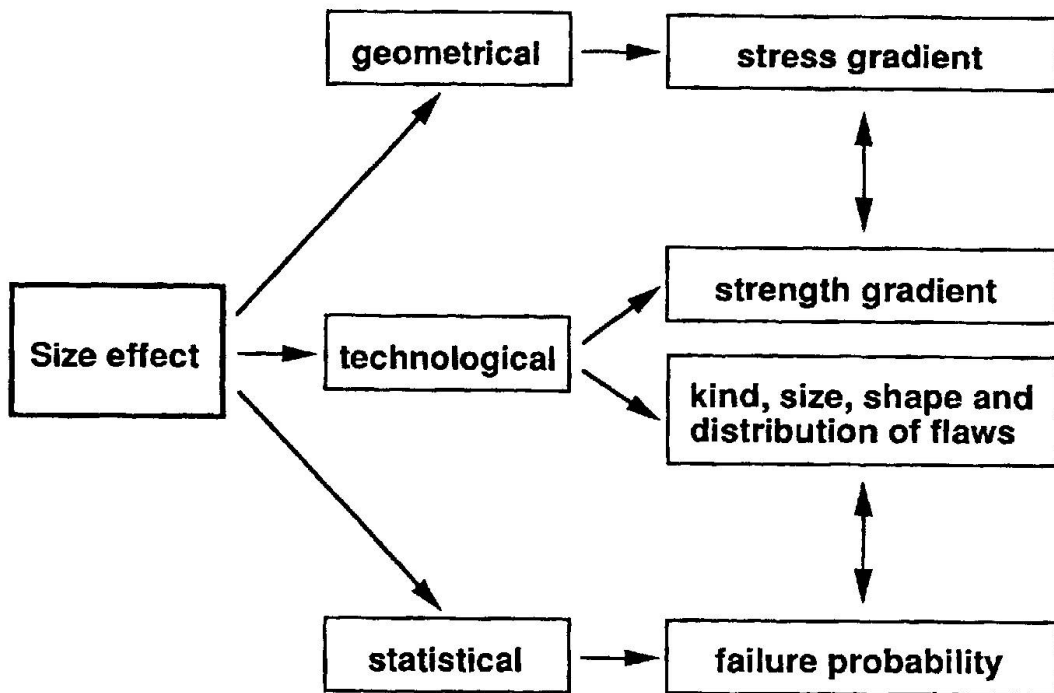 geometrical
stress gradient
strength gradient
Size effect
technological
kind, size, shape and
distribution of flaws
statistical
failure probability